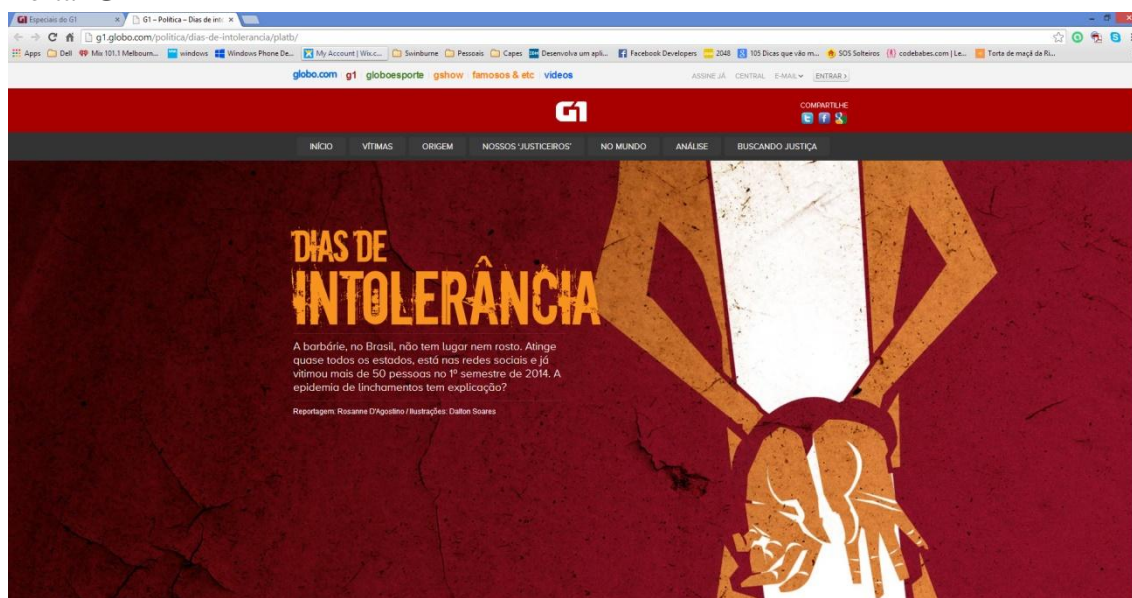 Especiais do G1
G1 – Política – Dias de into
g1.globo.com/politica/dias-de-intolerancia/platb/
Apps Dell Mix 101.1 Melbourn... windows Windows Phone De... My Account | Wix.c... Swinburne Pessoais Capes Desenvolva um apli... Facebook Developers 2048 105 Dicas que vão m... SOS Solteiros codebabes.com | Le... Torta de maçã da Ri...
globo.com g1 globoesporte gshow famosos & etc vídeos ASSINE JÁ CENTRAL E-MAIL ENTRAR ›
G1
COMPARTILHE
INÍCIO VÍTIMAS ORIGEM NOSSOS 'JUSTICEIROS' NO MUNDO ANÁLISE BUSCANDO JUSTIÇA
DIAS DE
INTOLERÂNCIA
A barbárie, no Brasil, não tem lugar nem rosto. Atinge
quase todos os estados, está nas redes sociais e já
vitimou mais de 50 pessoas no 1º semestre de 2014. A
epidemia de linchamentos tem explicação?
Reportagem: Rosanne D'Agostino / Ilustrações: Dalton Soares